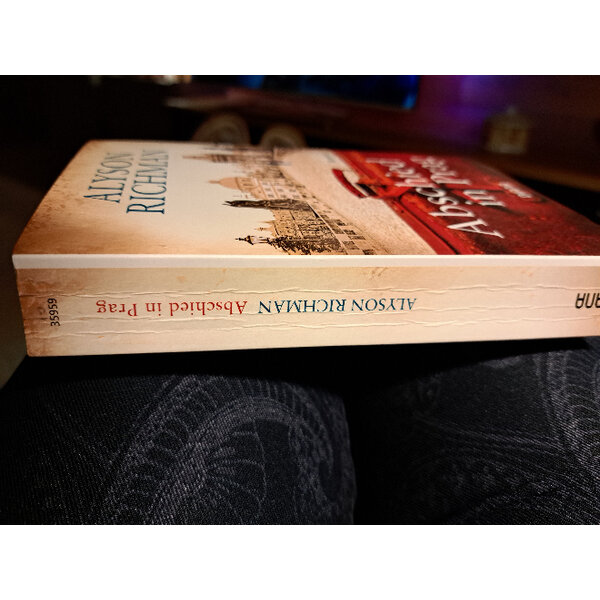 ALYSON
RICHMAN
Abschied
in Prag
ALYSON RICHMAN Abschied in Prag
35959